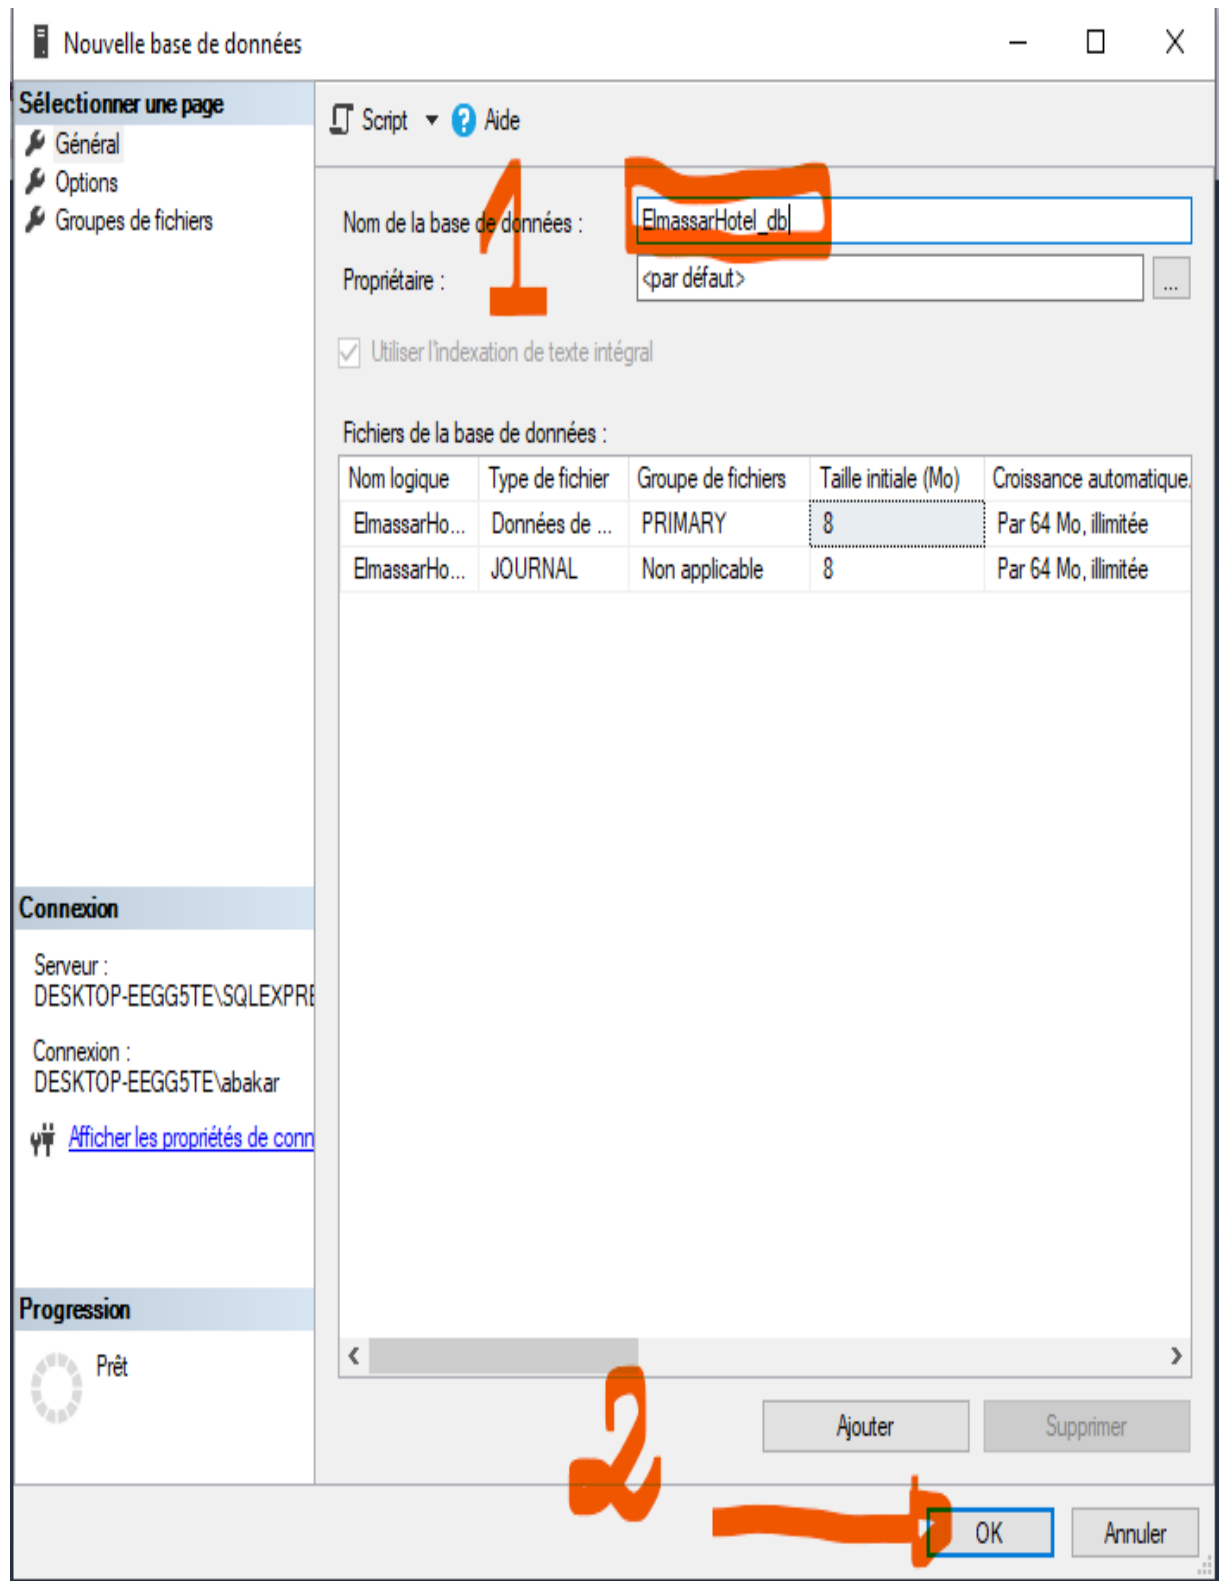 Nouvelle base de données
Sélectionner une page
Général
Options
Groupes de fichiers
Script Aide
1
Nom de la base de données : ElmassarHotel_db
Propriétaire : <par défaut> ...
Utiliser l'indexation de texte intégral
Fichiers de la base de données :
Nom logique Type de fichier Groupe de fichiers Taille initiale (Mo) Croissance automatique.
ElmassarHo... Données de ... PRIMARY 8 Par 64 Mo, illimitée
ElmassarHo... JOURNAL Non applicable 8 Par 64 Mo, illimitée
Connexion
Serveur :
DESKTOP-EEGG5TE\SQLEXPRE
Connexion :
DESKTOP-EEGG5TE\abakar
Afficher les propriétés de conn
Progression
Prêt
Ajouter Supprimer
2
OK Annuler